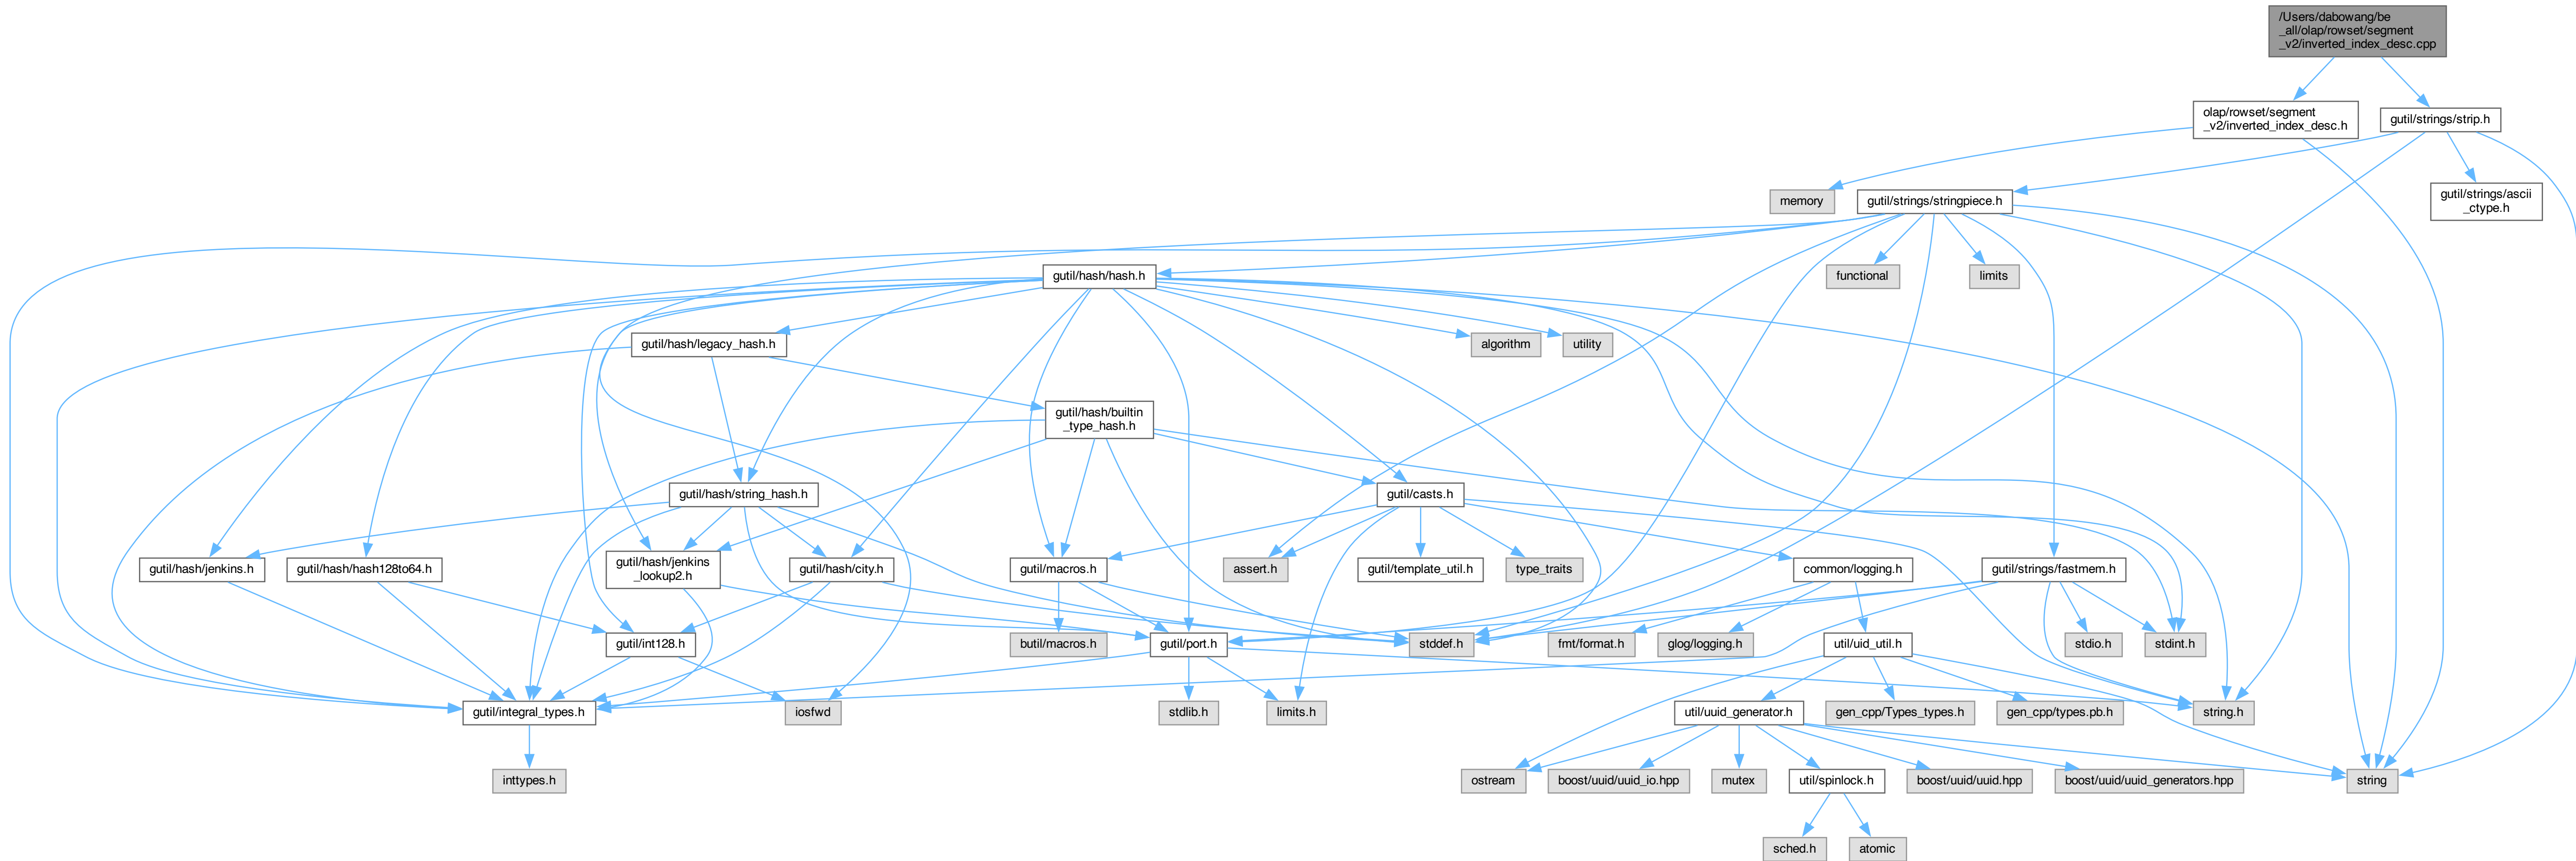 /Users/dabowang/be
_all/olap/rowset/segment
_v2/inverted_index_desc.cpp
olap/rowset/segment
_v2/inverted_index_desc.h
gutil/strings/strip.h
memory
gutil/strings/stringpiece.h
gutil/strings/ascii
_ctype.h
gutil/hash/hash.h
functional
limits
gutil/hash/legacy_hash.h
algorithm
utility
gutil/hash/builtin
_type_hash.h
gutil/hash/string_hash.h
gutil/casts.h
gutil/hash/jenkins.h
gutil/hash/hash128to64.h
gutil/hash/jenkins
_lookup2.h
gutil/hash/city.h
gutil/macros.h
assert.h
gutil/template_util.h
type_traits
common/logging.h
gutil/strings/fastmem.h
gutil/int128.h
butil/macros.h
gutil/port.h
stddef.h
fmt/format.h
glog/logging.h
util/uid_util.h
stdio.h
stdint.h
gutil/integral_types.h
iosfwd
stdlib.h
limits.h
util/uuid_generator.h
gen_cpp/Types_types.h
gen_cpp/types.pb.h
string.h
inttypes.h
ostream
boost/uuid/uuid_io.hpp
mutex
util/spinlock.h
boost/uuid/uuid.hpp
boost/uuid/uuid_generators.hpp
string
sched.h
atomic